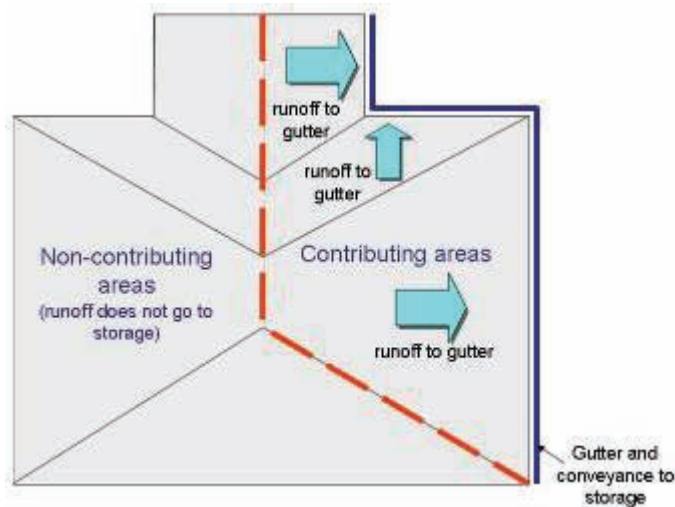 runoff to
gutter
runoff to
gutter
Non-contributing
areas
(runoff does not go to
storage)
Contributing areas
runoff to gutter
Gutter and
conveyance to
storage